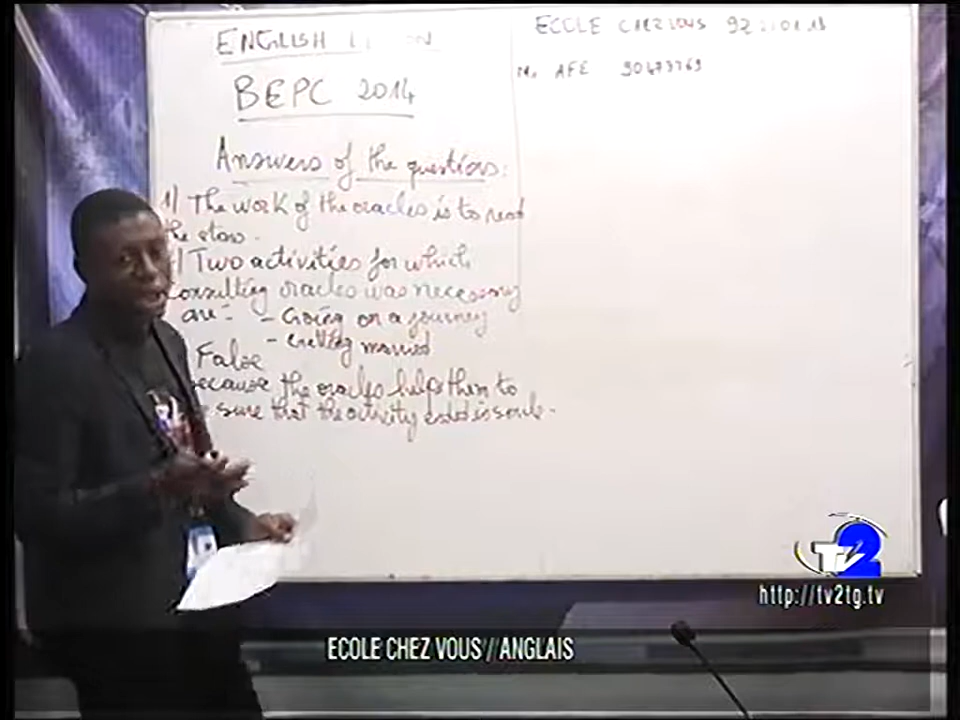 ENGLISH
BEPC 2014
Answers of the questions:
1) The work of the oracles is to read
the stars.
Two activities for which
consulting oracles was necessary
are: - Going on a journey
- Getting married
False
because the oracles helps them to
sure that the activity
ECOLE CHEZ VOUS 92
M. AFE 90473769
TV2
http://tv2tg.tv
ECOLE CHEZ VOUS // ANGLAIS